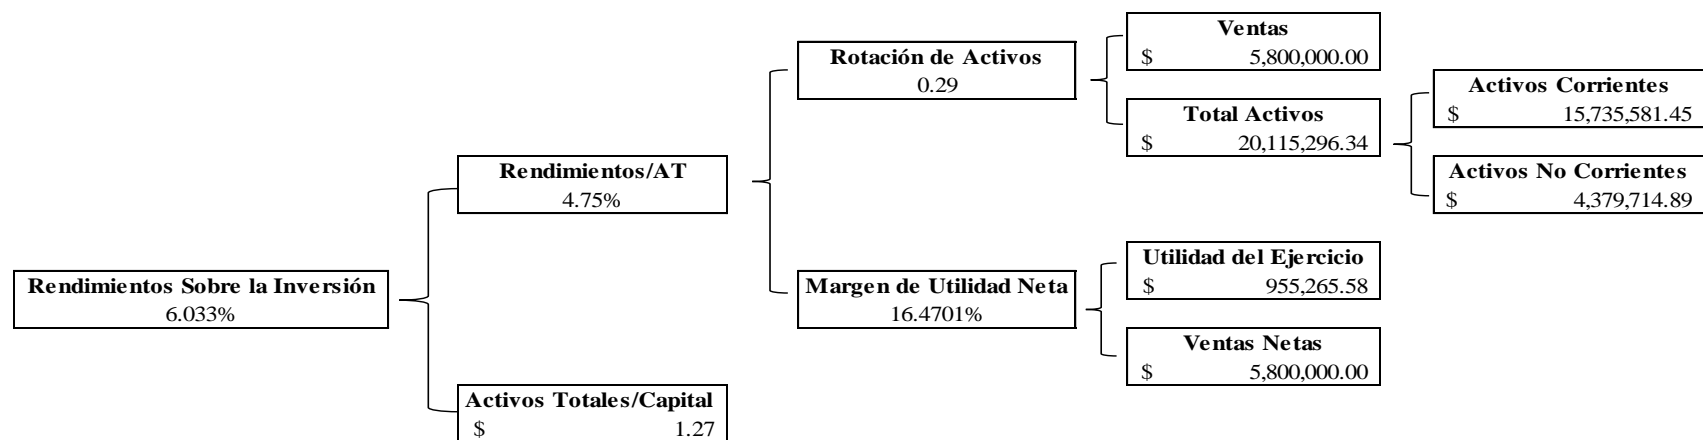 Ventas
$ 5,800,000.00
Rotación de Activos
0.29
Activos Corrientes
$ 15,735,581.45
Total Activos
$ 20,115,296.34
Rendimientos/AT
4.75%
Activos No Corrientes
$ 4,379,714.89
Utilidad del Ejercicio
$ 955,265.58
Rendimientos Sobre la Inversión
6.033%
Margen de Utilidad Neta
16.4701%
Ventas Netas
$ 5,800,000.00
Activos Totales/Capital
$ 1.27